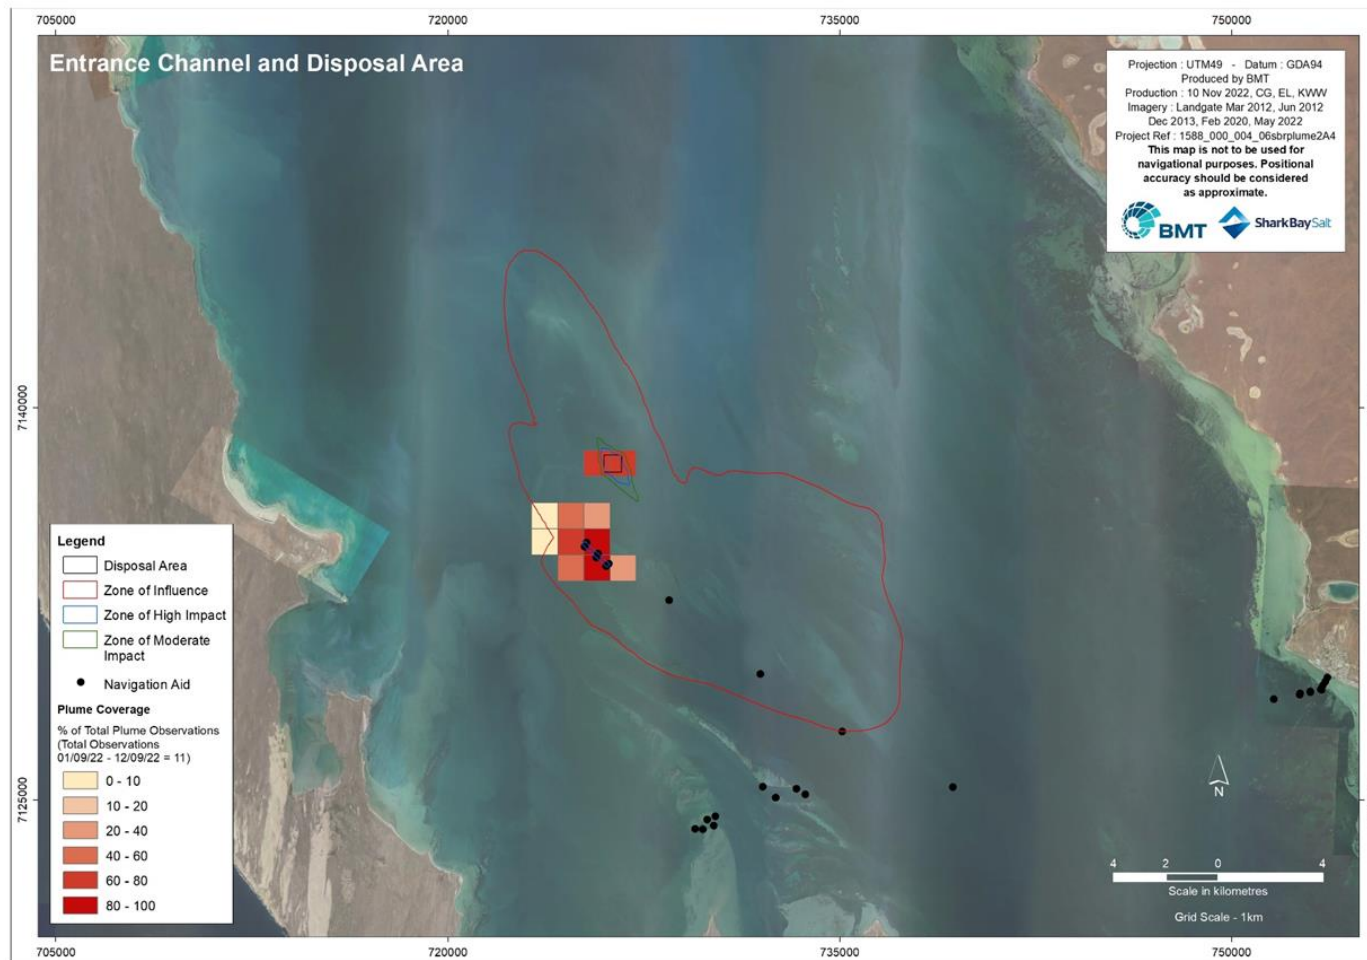 705000
720000
735000
750000
Entrance Channel and Disposal Area
Projection : UTM49 - Datum : GDA94
Produced by BMT
Production : 10 Nov 2022, CG, EL, KWW
Imagery : Landgate Mar 2012, Jun 2012
Dec 2013, Feb 2020, May 2022
Project Ref : 1588_000_004_06sbrplume2A4
This map is not to be used for
navigational purposes. Positional
accuracy should be considered
as approximate.
BMT
SharkBaySalt
7140000
7125000
Legend
Disposal Area
Zone of Influence
Zone of High Impact
Zone of Moderate
Impact
Navigation Aid
Plume Coverage
% of Total Plume Observations
(Total Observations
01/09/22 - 12/09/22 = 11)
0 - 10
10 - 20
20 - 40
40 - 60
60 - 80
80 - 100
N
4 2 0 4
Scale in kilometres
Grid Scale - 1km
705000
720000
735000
750000